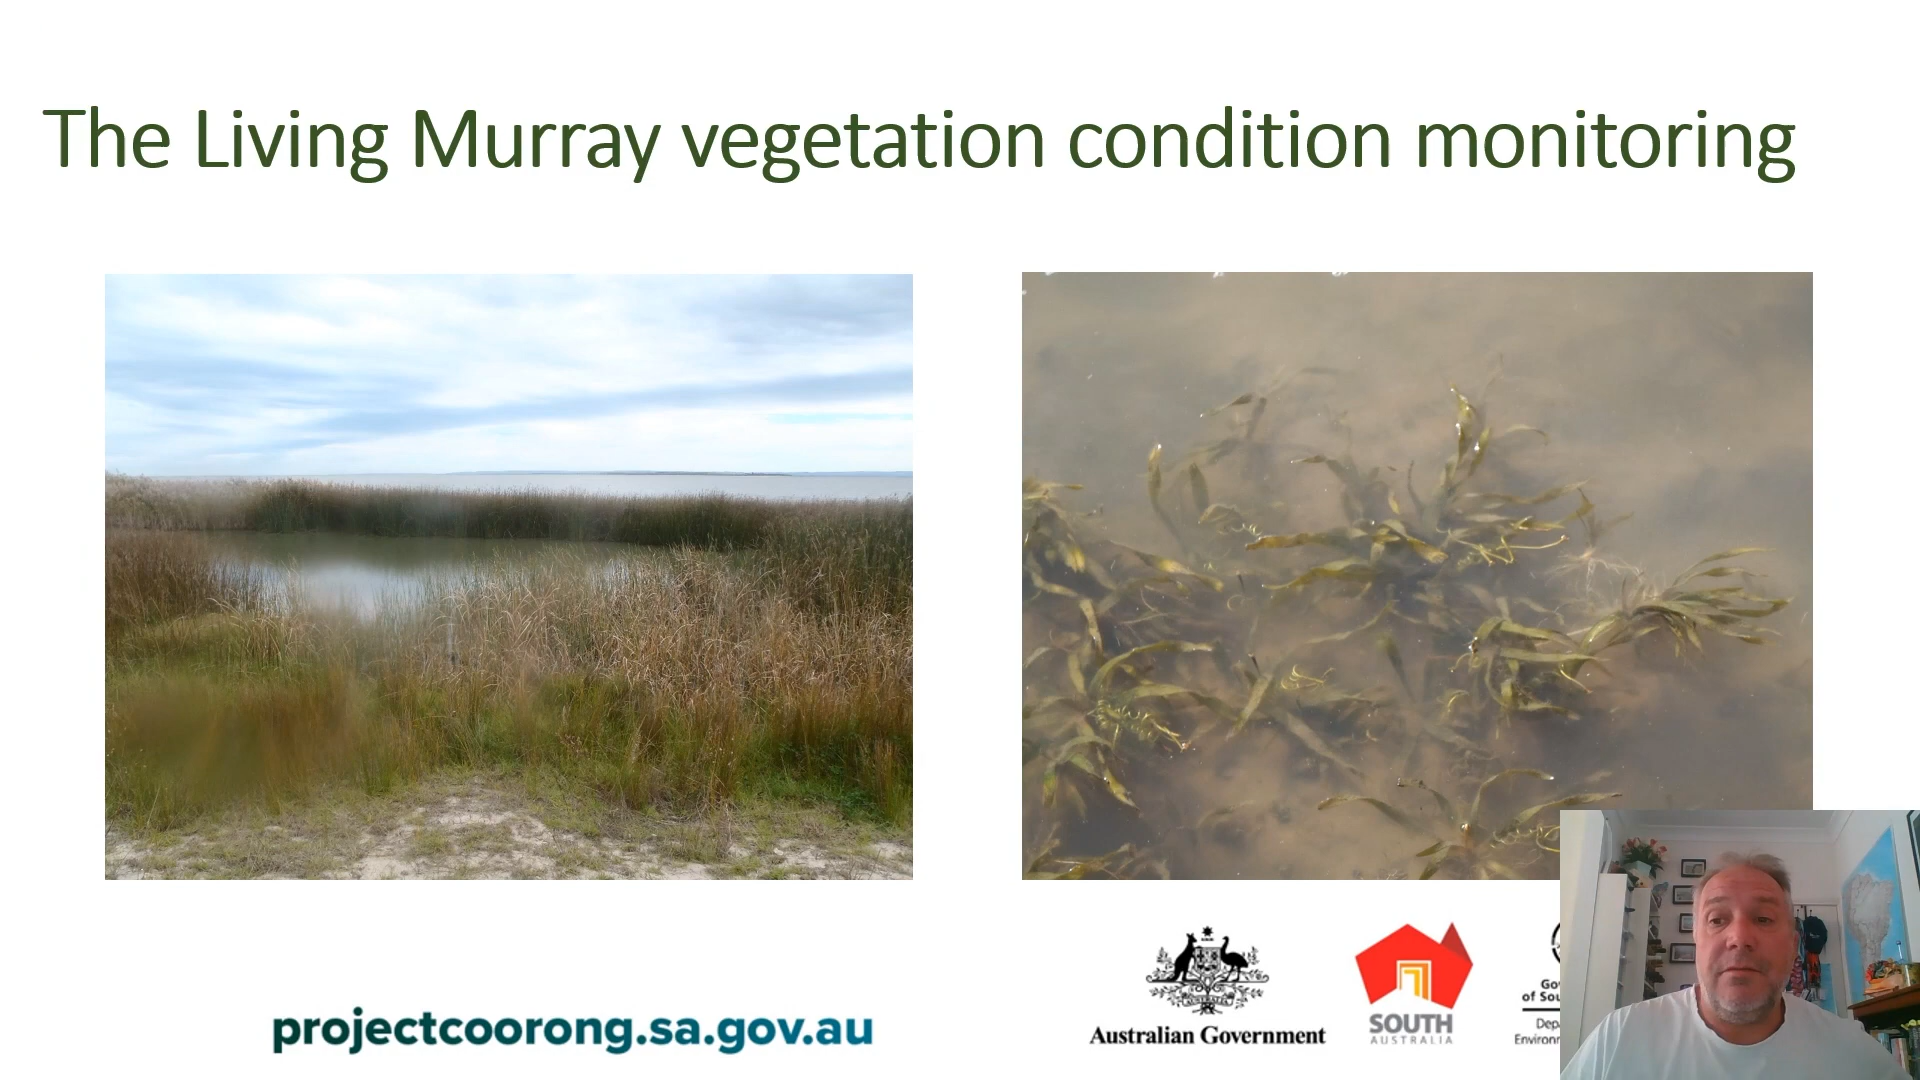 The Living Murray vegetation condition monitoring
projectcoorong.sa.gov.au
Australian Government
SOUTH
AUSTRALIA